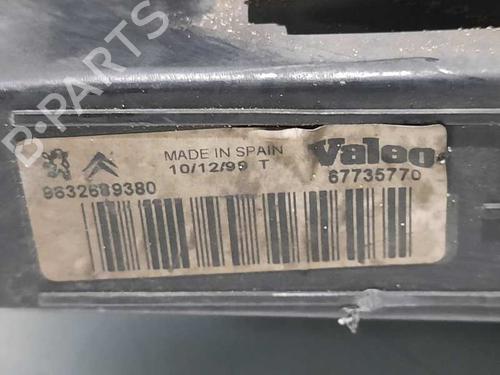 B-PARTS
MADE IN SPAIN
10/12/99 T
Valeo
9632689380
67735770